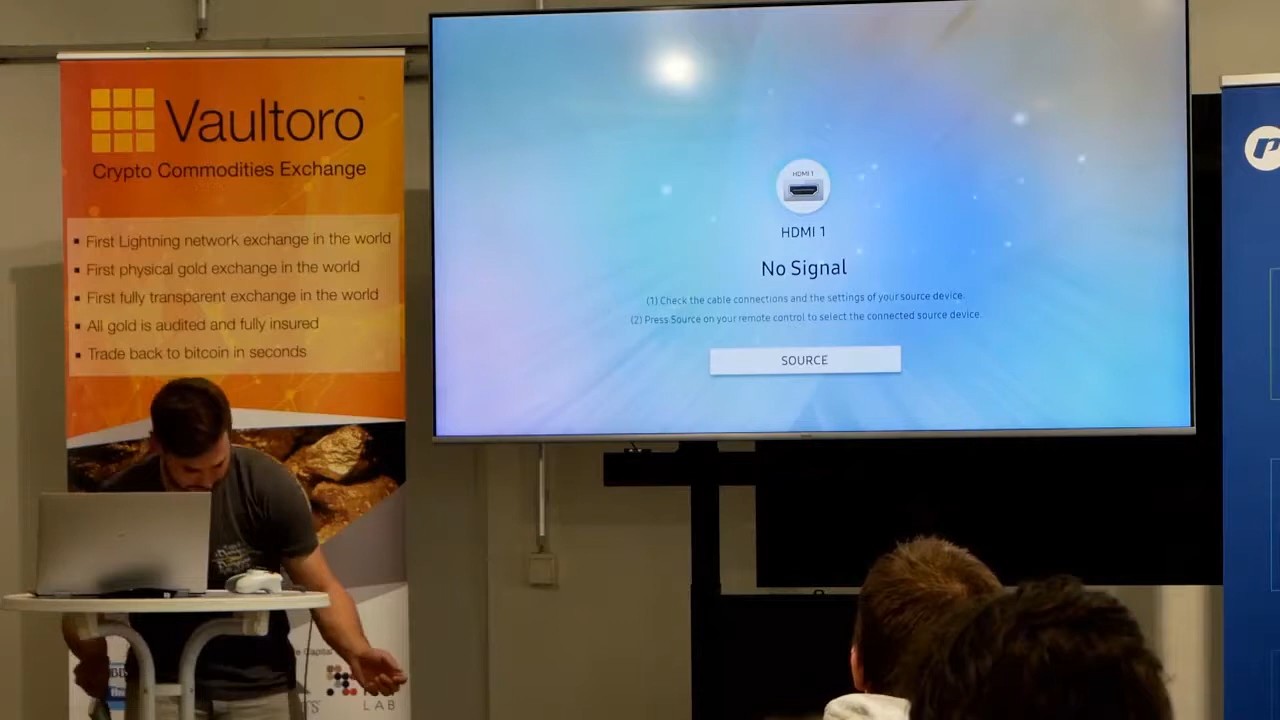 Vaultoro™
Crypto Commodities Exchange
▪ First Lightning network exchange in the world
▪ First physical gold exchange in the world
▪ First fully transparent exchange in the world
▪ All gold is audited and fully insured
▪ Trade back to bitcoin in seconds
HDMI 1
HDMI 1
No Signal
(1) Check the cable connections and the settings of your source device.
(2) Press Source on your remote control to select the connected source device.
SOURCE
Capital
LAB